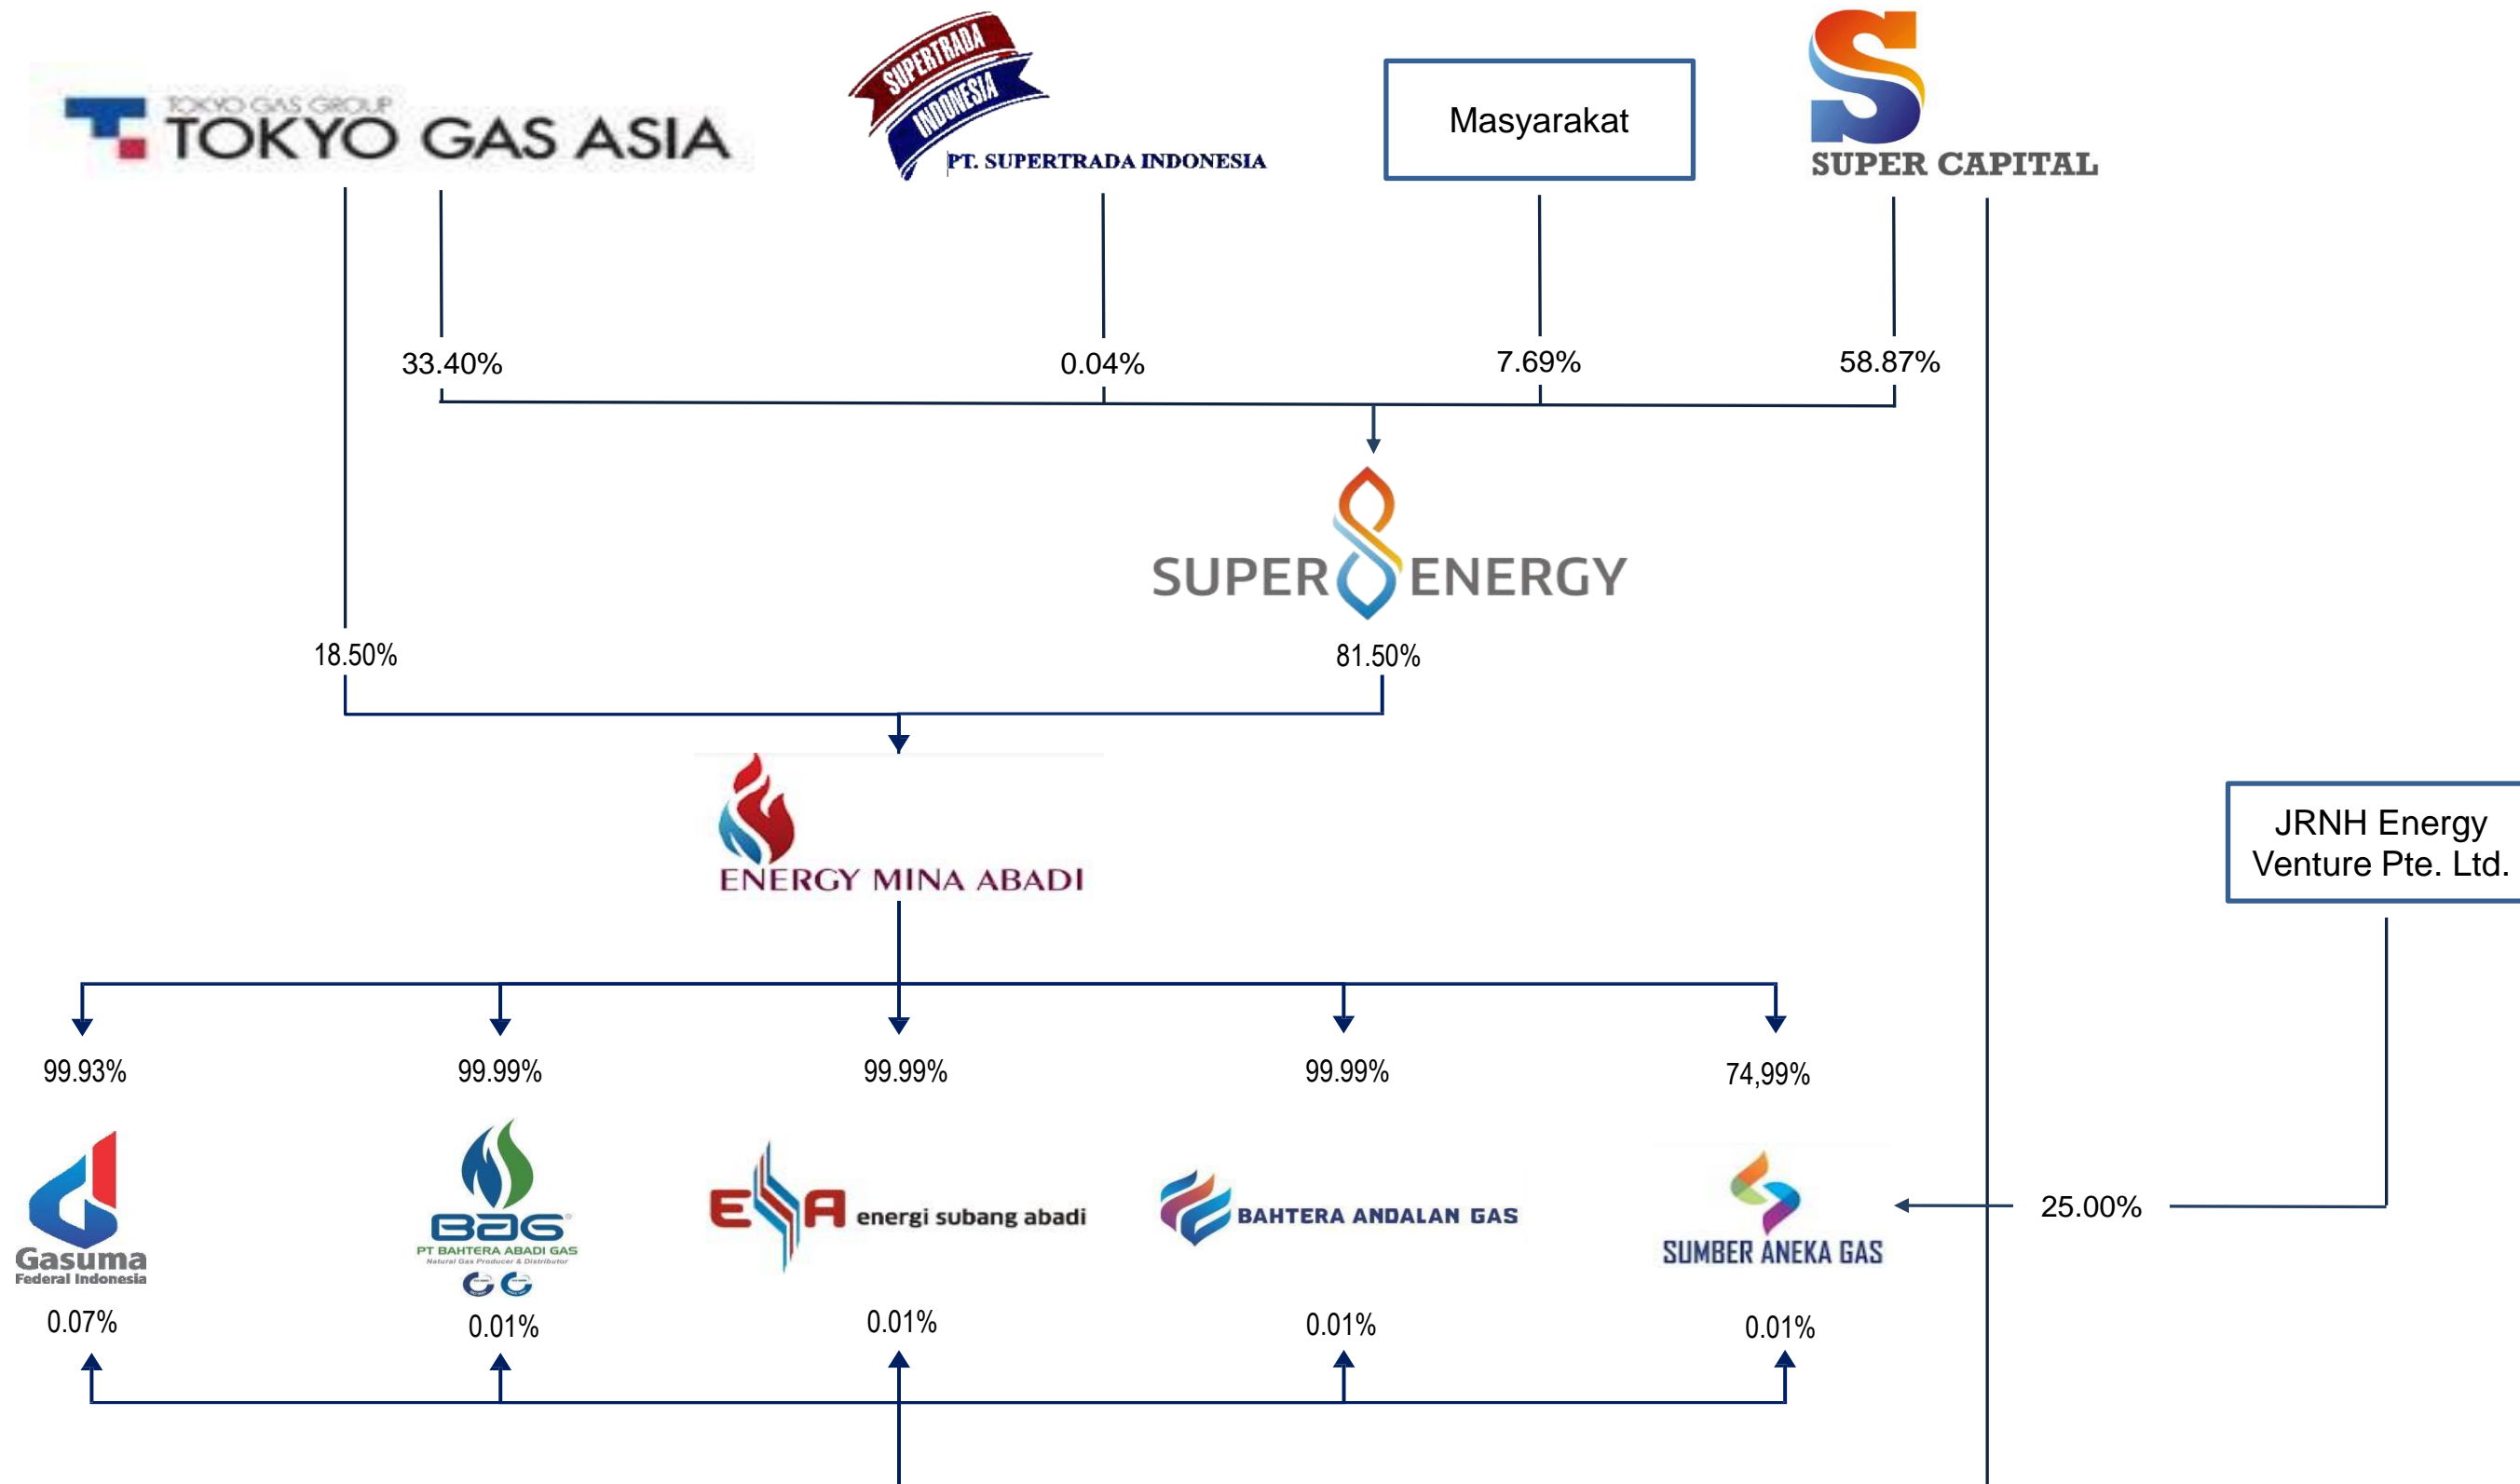 TOKYO GAS GROUP
TOKYO GAS ASIA
SUPERTRADA
INDONESIA
PT. SUPERTRADA INDONESIA
Masyarakat
SUPER CAPITAL
33.40%
0.04%
7.69%
58.87%
SUPER ENERGY
18.50%
81.50%
ENERGY MINA ABADI
JRNH Energy
Venture Pte. Ltd.
99.93%
99.99%
99.99%
99.99%
74,99%
Gasuma
Federal Indonesia
BAG
PT BAHTERA ABADI GAS
Natural Gas Producer & Distributor
ESA energi subang abadi
BAHTERA ANDALAN GAS
SUMBER ANEKA GAS
25.00%
0.07%
0.01%
0.01%
0.01%
0.01%